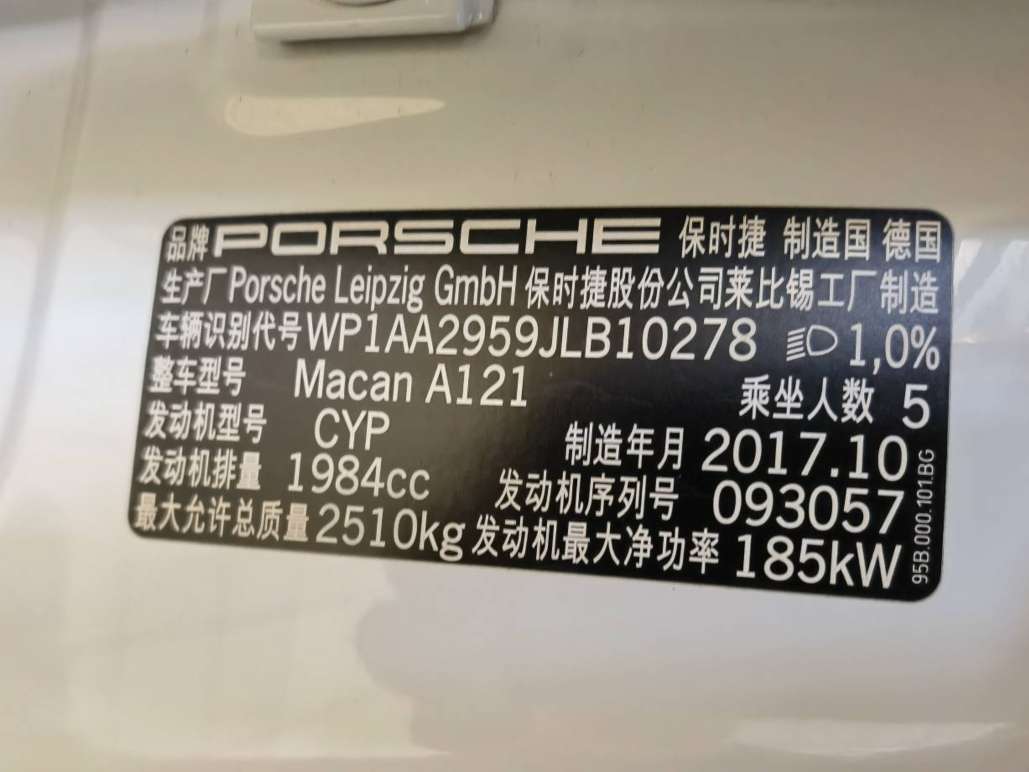 品牌 PORSCHE 保时捷 制造国 德国
生产厂 Porsche Leipzig GmbH 保时捷股份公司莱比锡工厂制造
车辆识别代号 WP1AA2959JLB10278 1,0%
整车型号 Macan A121 乘坐人数 5
发动机型号 CYP 制造年月 2017.10
发动机排量 1984cc 发动机序列号 093057
最大允许总质量 2510kg 发动机最大净功率 185kW
95B.000.101.BG